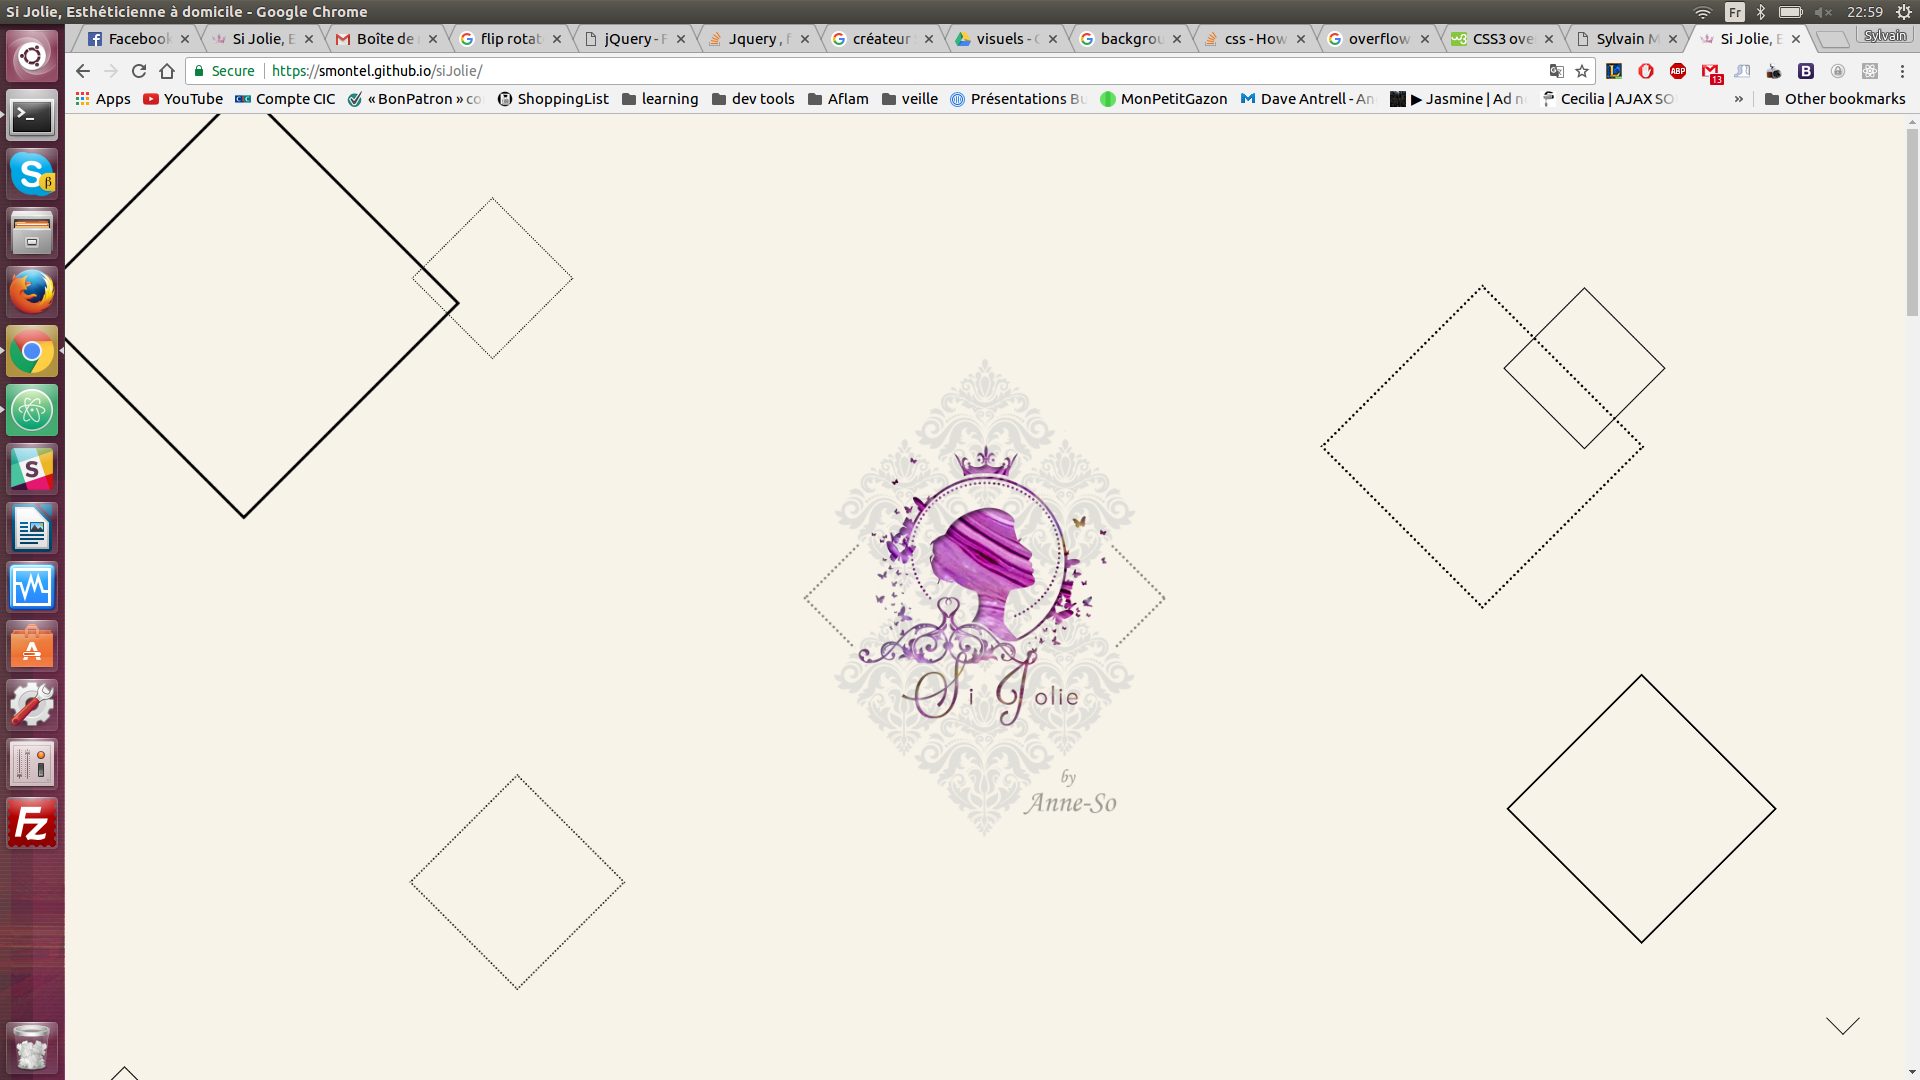 Si Jolie, Esthéticienne à domicile - Google Chrome
Fr
22:59
Facebook
Si Jolie, E
Boîte de
flip rotat
jQuery - F
Jquery , f
créateur
visuels - G
backgrou
css - How
overflow
CSS3 ove
Sylvain M
Si Jolie, E
Sylvain
Secure
https://smontel.github.io/siJolie/
ABP
13
Apps
YouTube
Compte CIC
« BonPatron » co
ShoppingList
learning
dev tools
Aflam
veille
Présentations Bu
MonPetitGazon
Dave Antrell - An
▶ Jasmine | Ad n
Cecilia | AJAX SO
»
Other bookmarks
Si Jolie
by
Anne-So